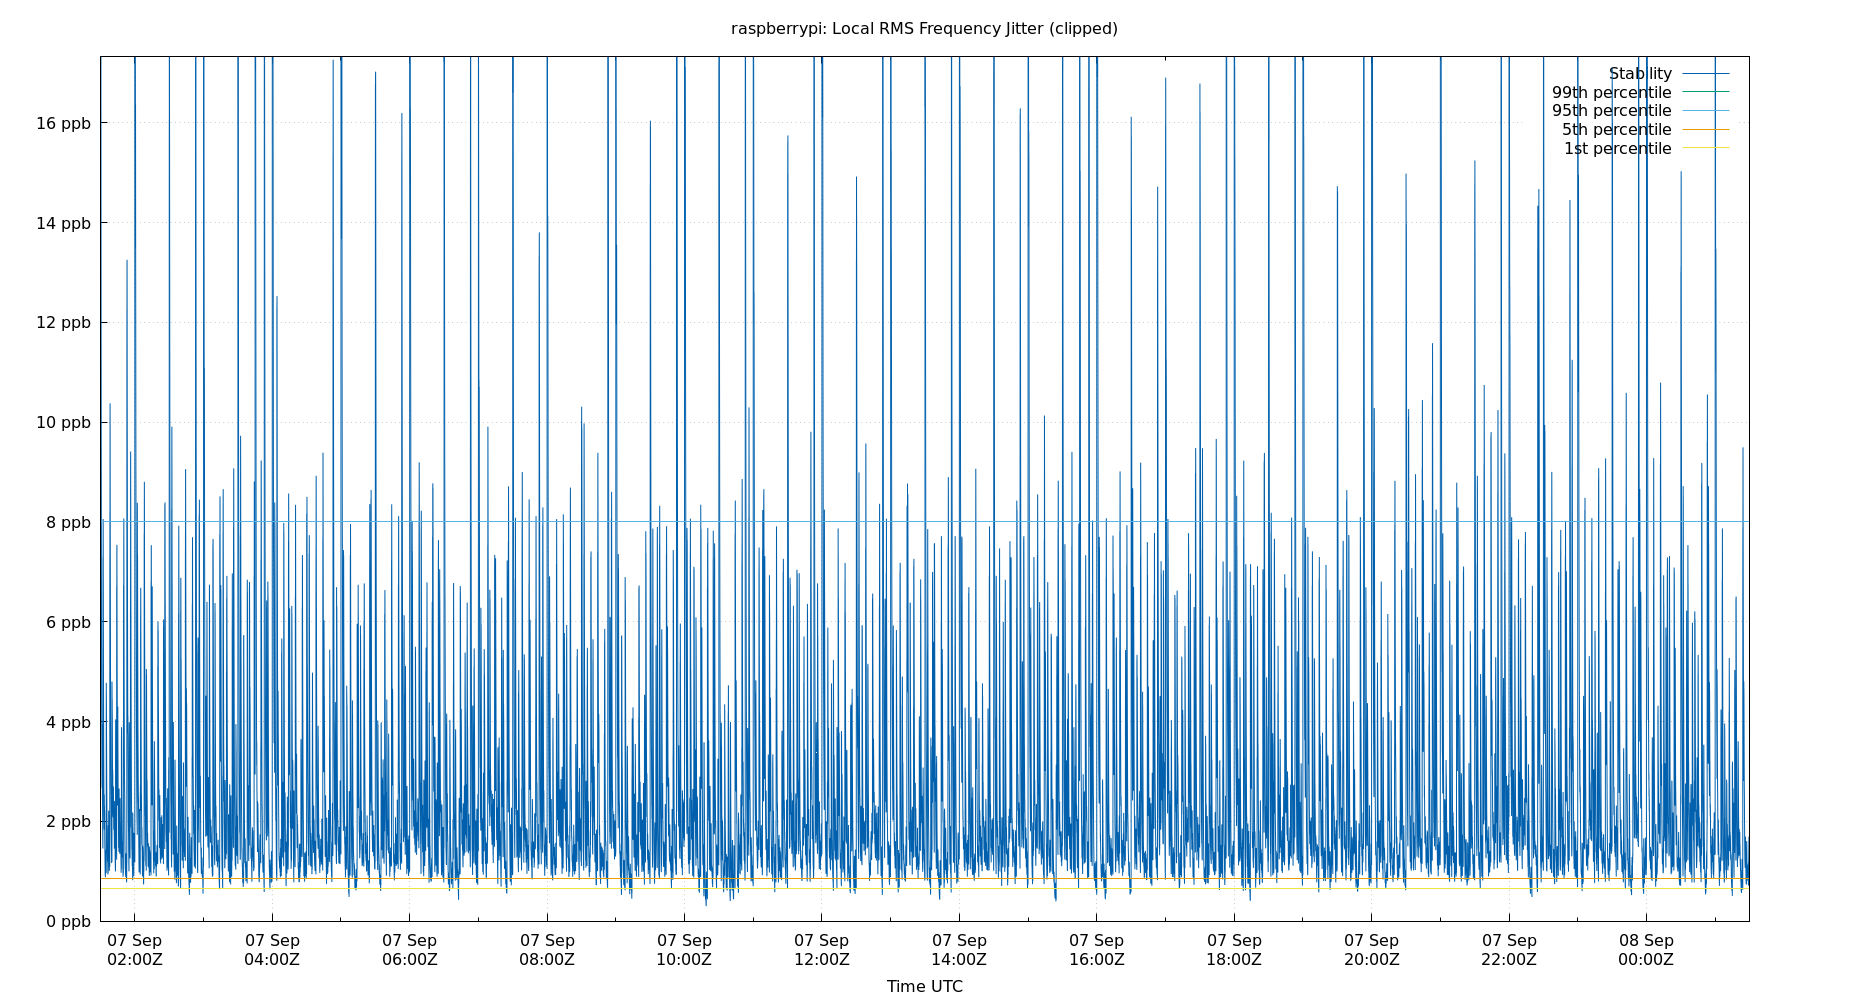 raspberrypi: Local RMS Frequency Jitter (clipped)
Stability
99th percentile
95th percentile
5th percentile
1st percentile
16 ppb
14 ppb
12 ppb
10 ppb
8 ppb
6 ppb
4 ppb
2 ppb
0 ppb
07 Sep 07 Sep 07 Sep 07 Sep 07 Sep 07 Sep 07 Sep 07 Sep 07 Sep 07 Sep 07 Sep 08 Sep
02:00Z 04:00Z 06:00Z 08:00Z 10:00Z 12:00Z 14:00Z 16:00Z 18:00Z 20:00Z 22:00Z 00:00Z
Time UTC